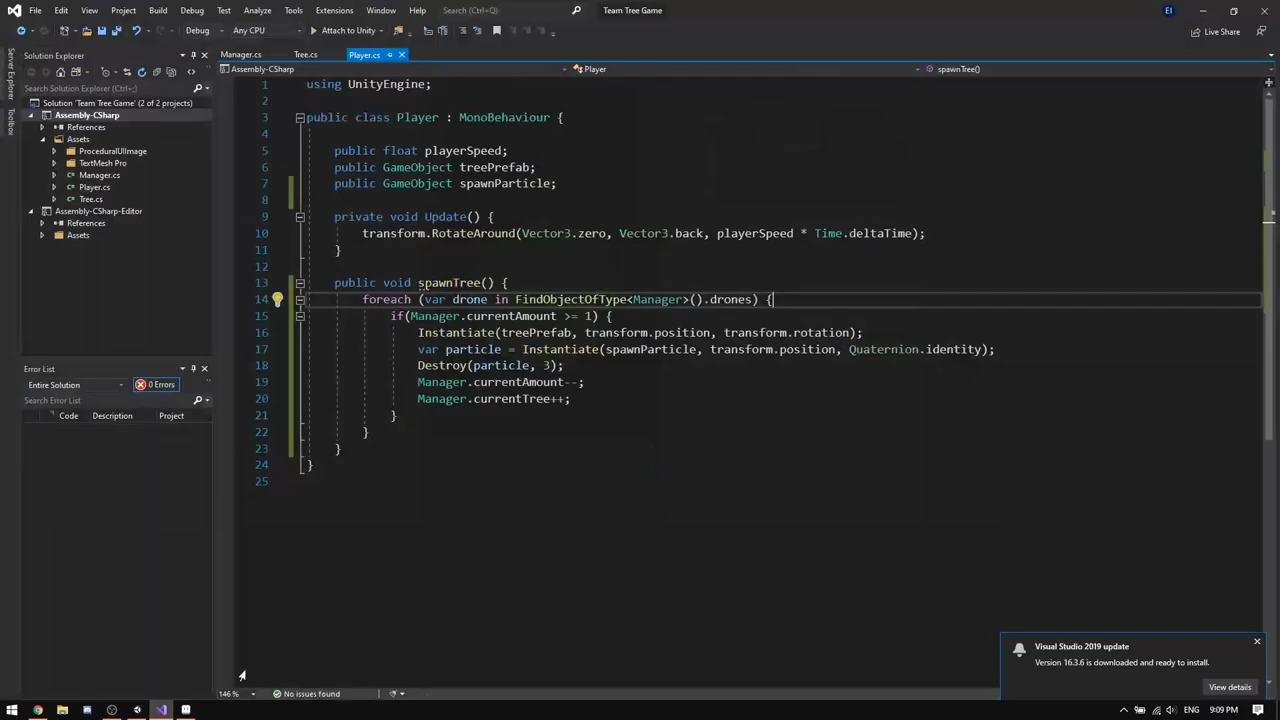 File Edit View Project Build Debug Test Analyze Tools Extensions Window Help Search (Ctrl+Q) Team Tree Game EI
Debug Any CPU Attach to Unity Live Share
Server Explorer
Toolbox
Solution Explorer
Search Solution Explorer (Ctrl+;)
Solution 'Team Tree Game' (2 of 2 projects)
Assembly-CSharp
References
Assets
ProceduralUIImage
TextMesh Pro
Manager.cs
Player.cs
Tree.cs
Assembly-CSharp-Editor
References
Assets
Error List
Entire Solution 0 Errors
Search Error List
Code Description Project
Manager.cs Tree.cs Player.cs
Assembly-CSharp Player spawnTree()
1 using UnityEngine;
2
3 public class Player : MonoBehaviour {
4
5 public float playerSpeed;
6 public GameObject treePrefab;
7 public GameObject spawnParticle;
8
9 private void Update() {
10 transform.RotateAround(Vector3.zero, Vector3.back, playerSpeed * Time.deltaTime);
11 }
12
13 public void spawnTree() {
14 foreach (var drone in FindObjectOfType<Manager>().drones) {
15 if(Manager.currentAmount >= 1) {
16 Instantiate(treePrefab, transform.position, transform.rotation);
17 var particle = Instantiate(spawnParticle, transform.position, Quaternion.identity);
18 Destroy(particle, 3);
19 Manager.currentAmount--;
20 Manager.currentTree++;
21 }
22 }
23 }
24 }
25
Visual Studio 2019 update
Version 16.3.6 is downloaded and ready to install.
View details
146 % No issues found
ENG 9:09 PM